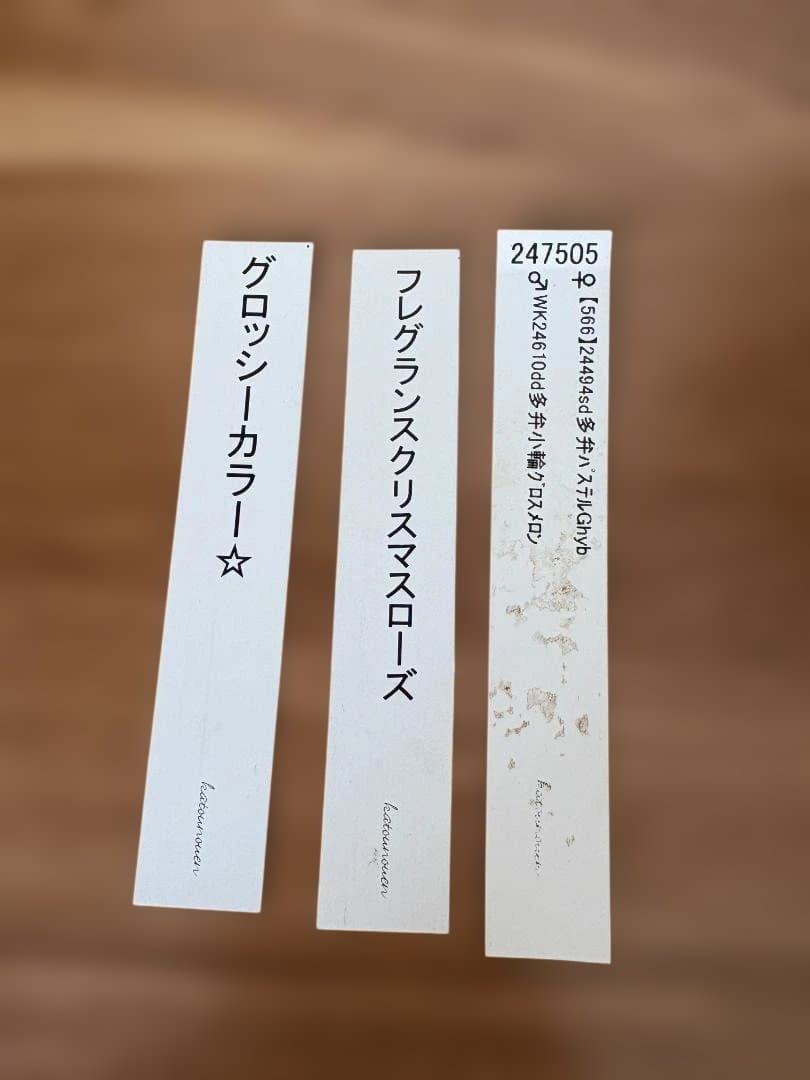 グロッシーカラー☆
katounouen
フレグランスクリスマスローズ
katounouen
247505
♀【566】24494sd多弁ﾊﾟｽﾃﾙGhyb
♂WK24610dd多弁小輪ｸﾞﾛｽﾒﾛﾝ
katounouen